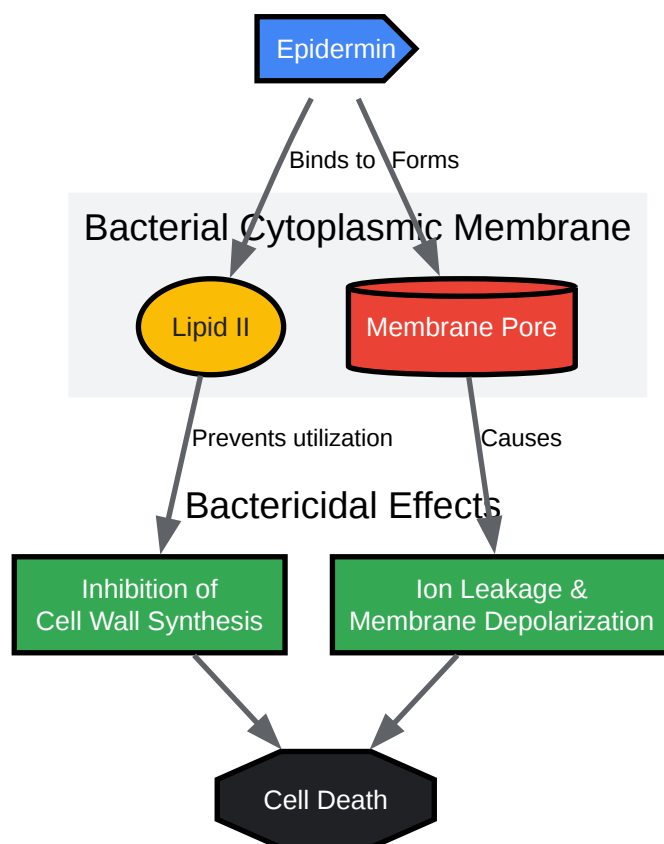 Epidermin
Binds to
Forms
Bacterial Cytoplasmic Membrane
Lipid II
Membrane Pore
Prevents utilization
Causes
Bactericidal Effects
Inhibition of
Cell Wall Synthesis
Ion Leakage &
Membrane Depolarization
Cell Death